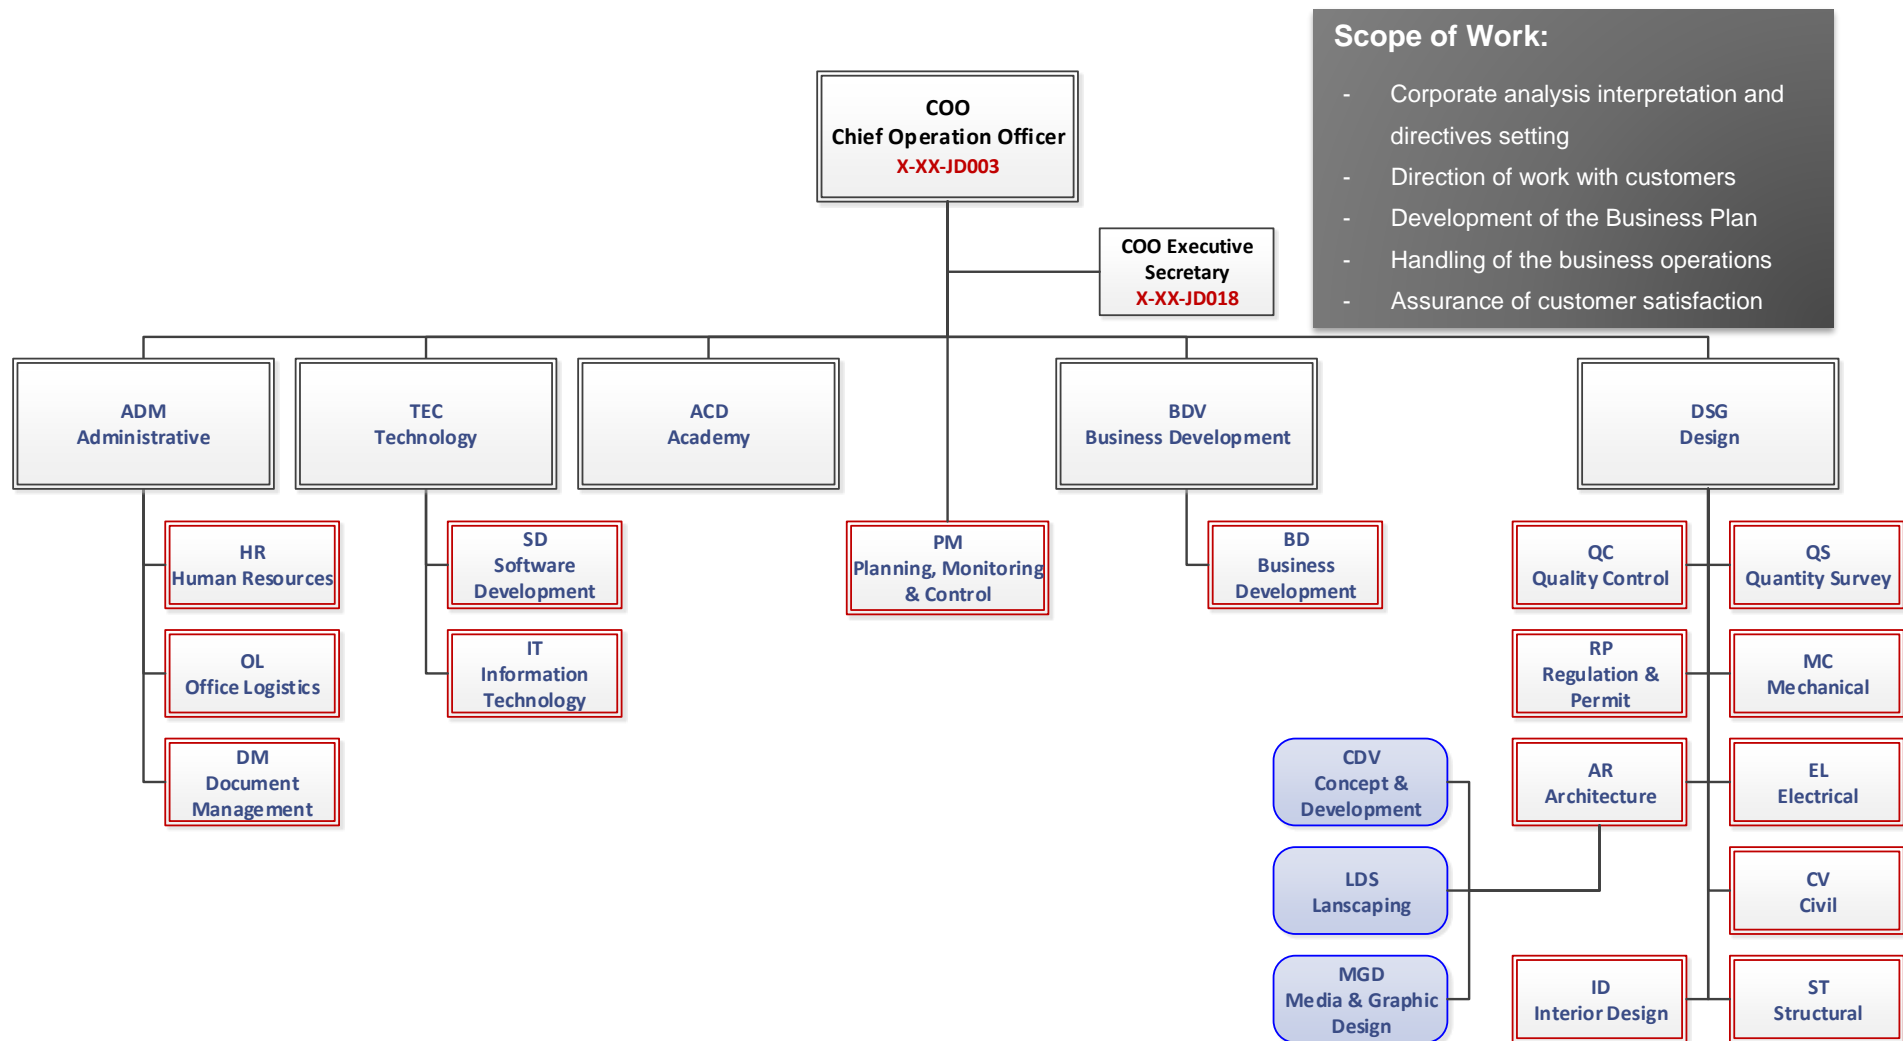 Scope of Work:
- Corporate analysis interpretation and
directives setting
- Direction of work with customers
- Development of the Business Plan
- Handling of the business operations
- Assurance of customer satisfaction
COO
Chief Operation Officer
X-XX-JD003
COO Executive
Secretary
X-XX-JD018
ADM
Administrative
TEC
Technology
ACD
Academy
BDV
Business Development
DSG
Design
HR
Human Resources
OL
Office Logistics
DM
Document
Management
SD
Software
Development
IT
Information
Technology
PM
Planning, Monitoring
& Control
BD
Business
Development
QC
Quality Control
QS
Quantity Survey
RP
Regulation &
Permit
MC
Mechanical
CDV
Concept &
Development
AR
Architecture
EL
Electrical
LDS
Lanscaping
CV
Civil
MGD
Media & Graphic
Design
ID
Interior Design
ST
Structural